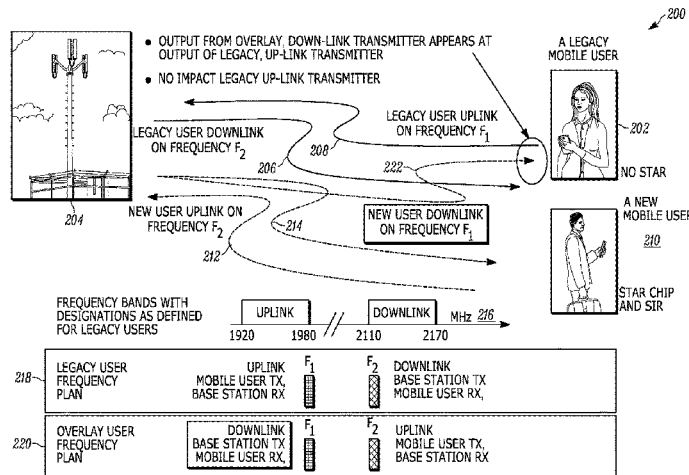 200
• OUTPUT FROM OVERLAY, DOWN-LINK TRANSMITTER APPEARS AT
OUTPUT OF LEGACY, UP-LINK TRANSMITTER
• NO IMPACT LEGACY UP-LINK TRANSMITTER
A LEGACY
MOBILE USER
LEGACY USER DOWNLINK
ON FREQUENCY F2
LEGACY USER UPLINK
ON FREQUENCY F1
202
206
208
222
NO STAR
204
NEW USER UPLINK ON
FREQUENCY F2
212
214
NEW USER DOWNLINK
ON FREQUENCY F1
A NEW
MOBILE USER
210
STAR CHIP
AND SIR
FREQUENCY BANDS WITH
DESIGNATIONS AS DEFINED
FOR LEGACY USERS
UPLINK
DOWNLINK
MHz 216
1920
1980
2110
2170
218
LEGACY USER
FREQUENCY
PLAN
UPLINK
MOBILE USER TX,
BASE STATION RX
F1
F2
DOWNLINK
BASE STATION TX
MOBILE USER RX,
220
OVERLAY USER
FREQUENCY
PLAN
DOWNLINK
BASE STATION TX
MOBILE USER RX,
F1
F2
UPLINK
MOBILE USER TX,
BASE STATION RX